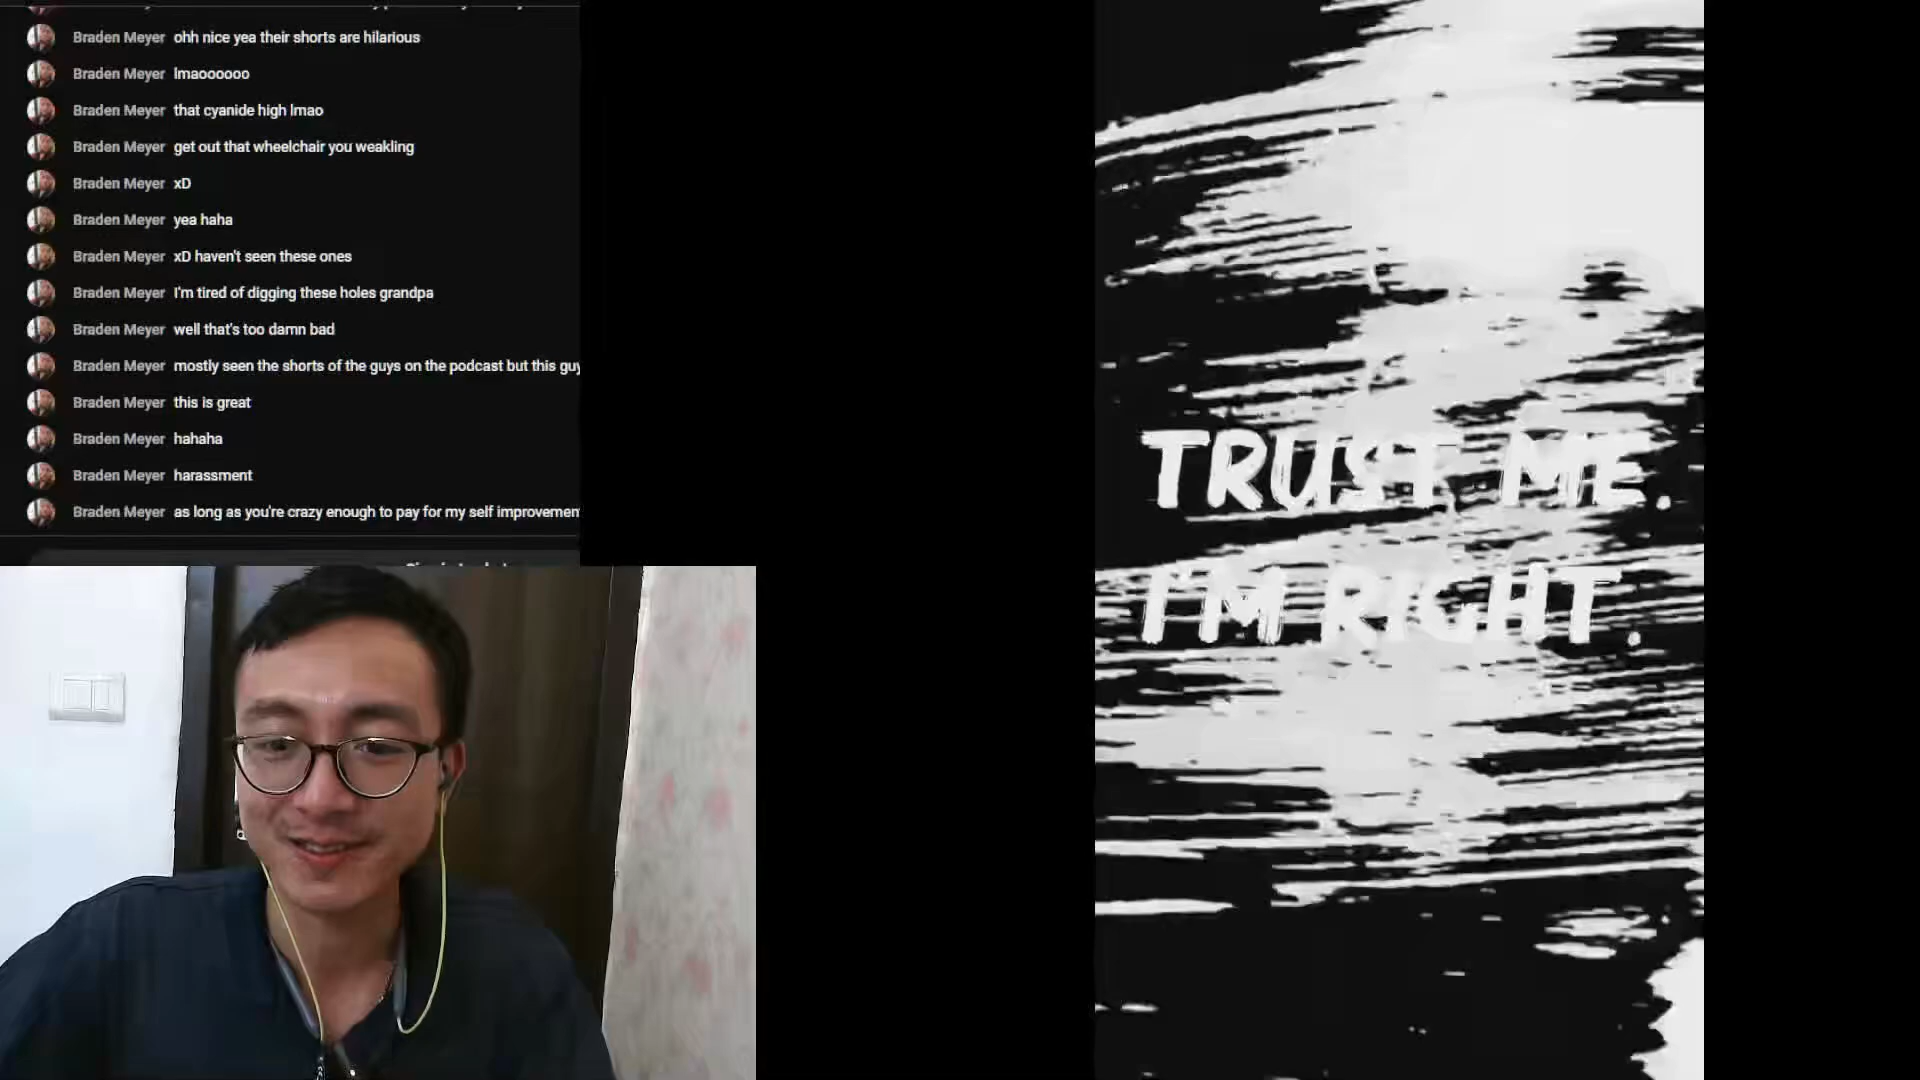 Braden Meyer ohh nice yea their shorts are hilarious
Braden Meyer lmaoooooo
Braden Meyer that cyanide high lmao
Braden Meyer get out that wheelchair you weakling
Braden Meyer xD
Braden Meyer yea haha
Braden Meyer xD haven't seen these ones
Braden Meyer I'm tired of digging these holes grandpa
Braden Meyer well that's too damn bad
Braden Meyer mostly seen the shorts of the guys on the podcast but this guy
Braden Meyer this is great
Braden Meyer hahaha
Braden Meyer harassment
Braden Meyer as long as you're crazy enough to pay for my self improvemen
TRUST ME.
I'M RIGHT.